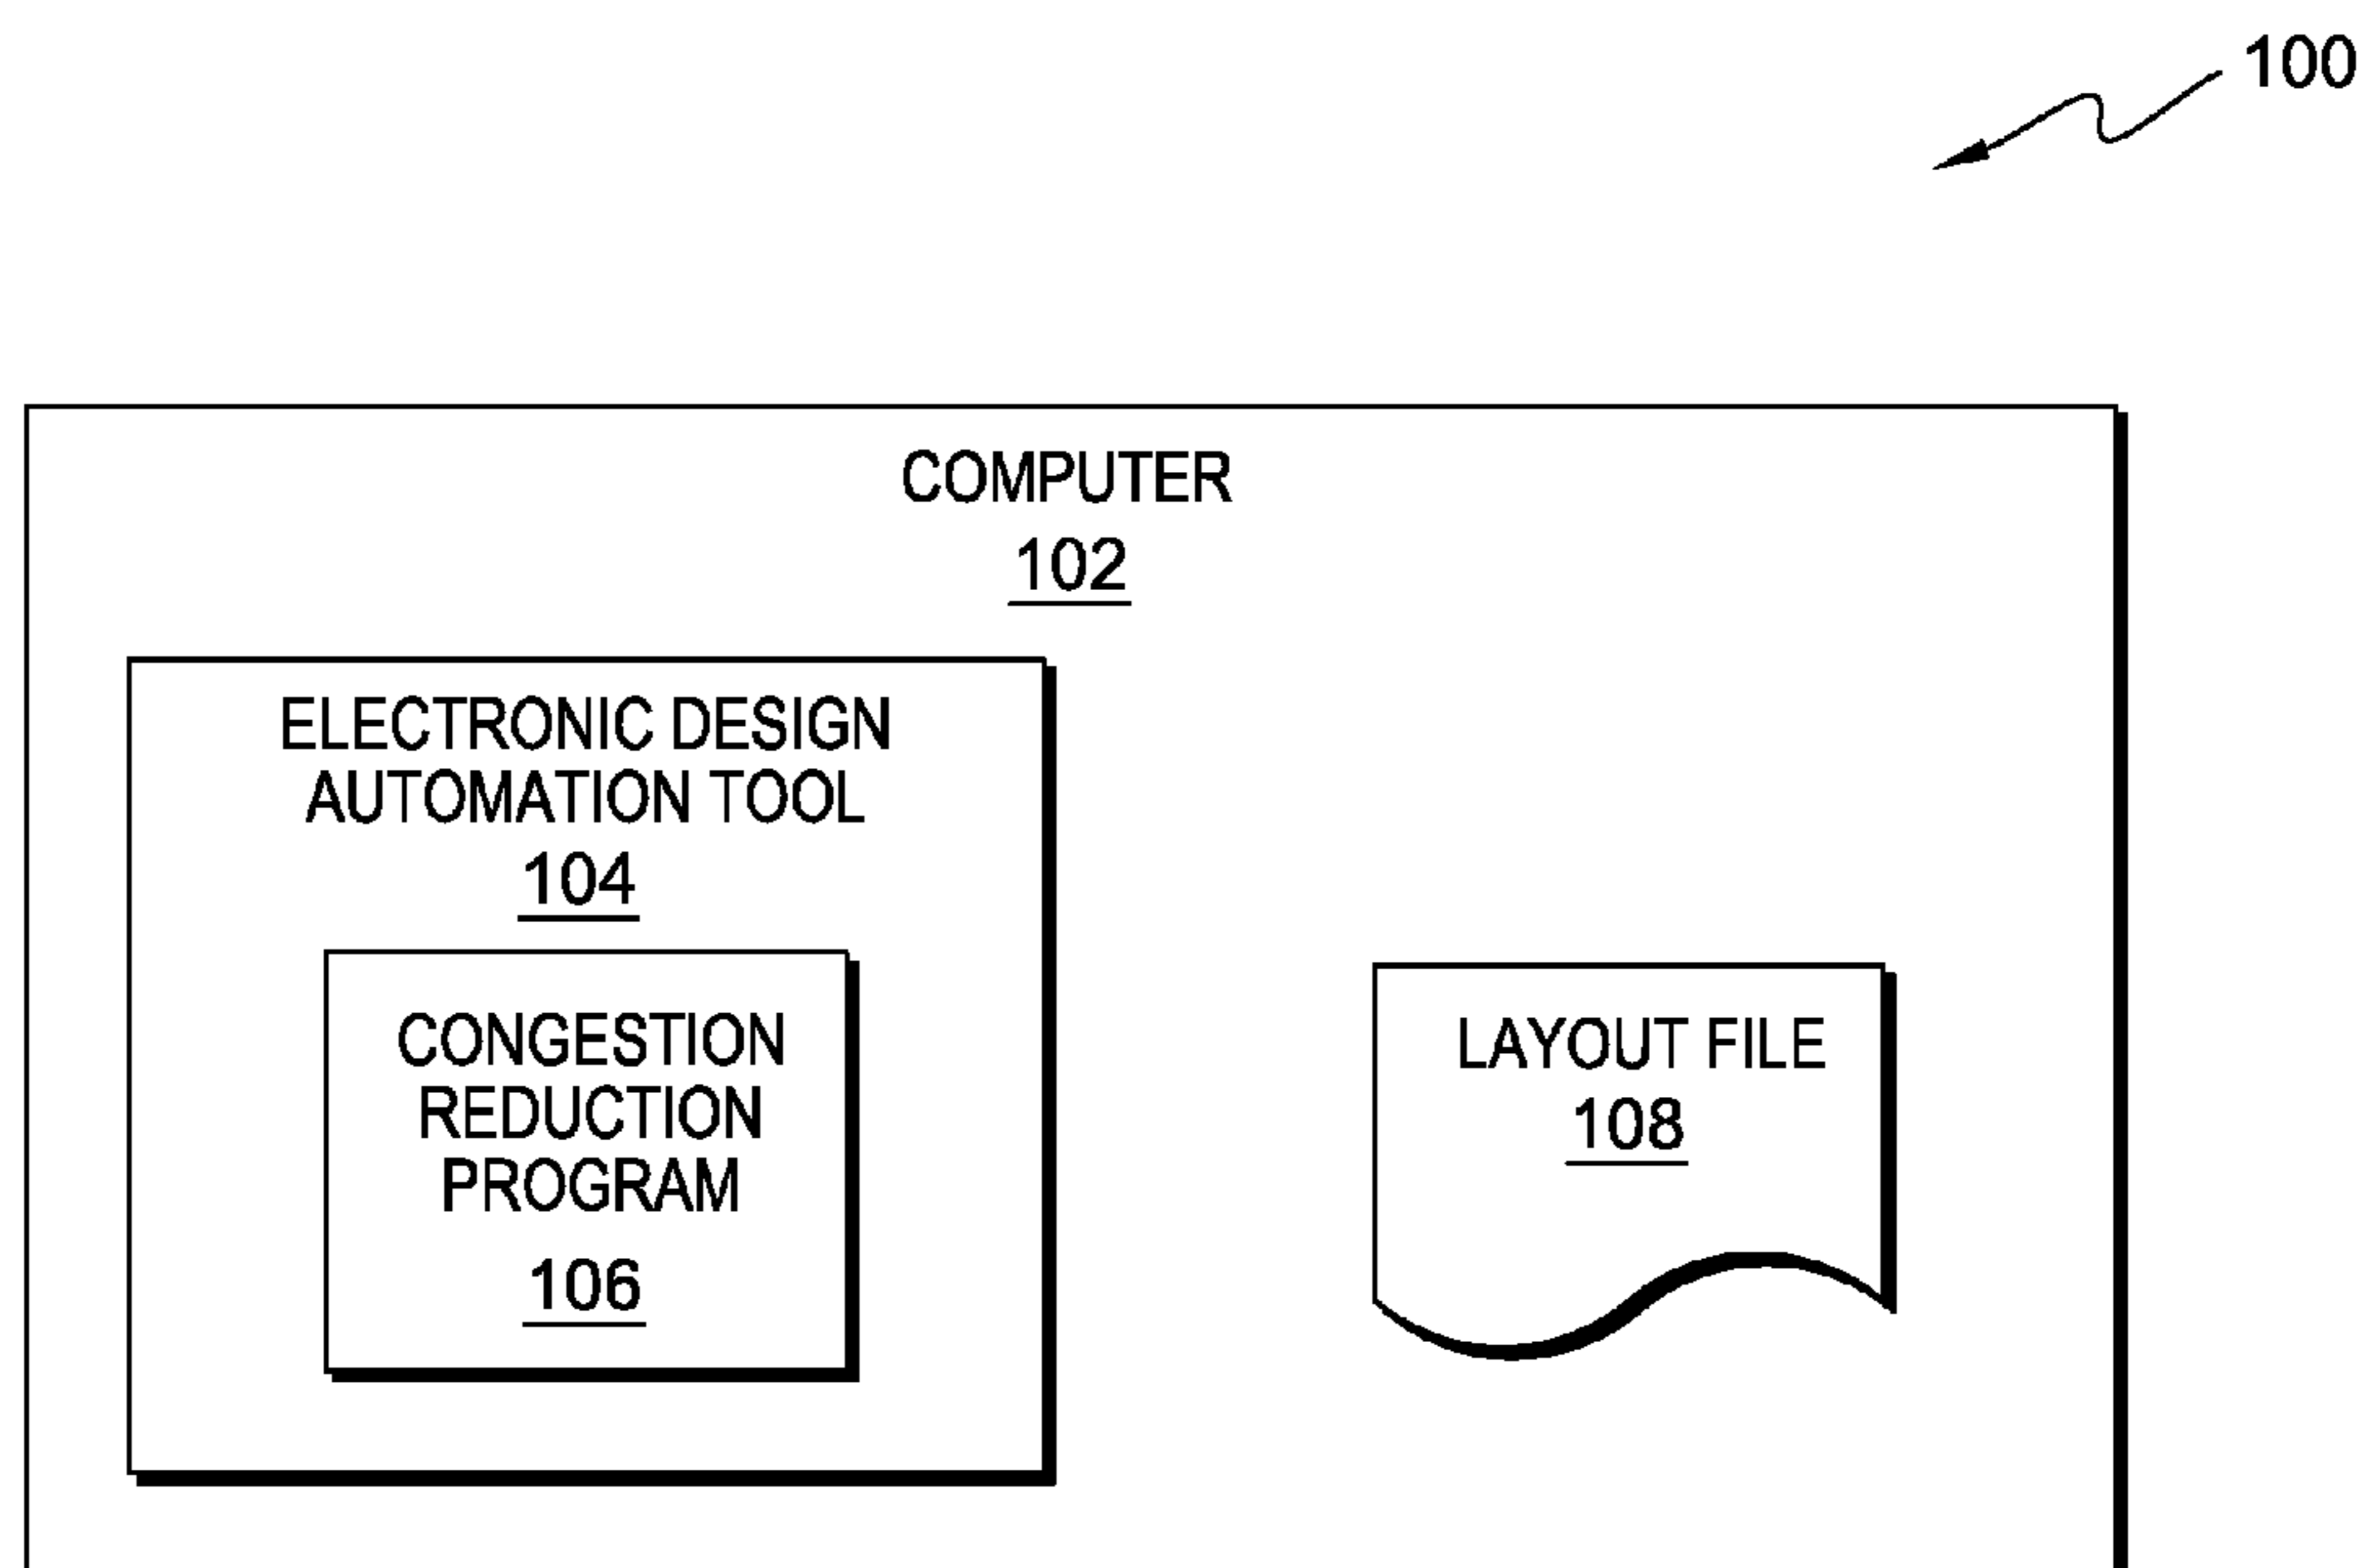 100
COMPUTER
102
ELECTRONIC DESIGN
AUTOMATION TOOL
104
CONGESTION
REDUCTION
PROGRAM
106
LAYOUT FILE
108